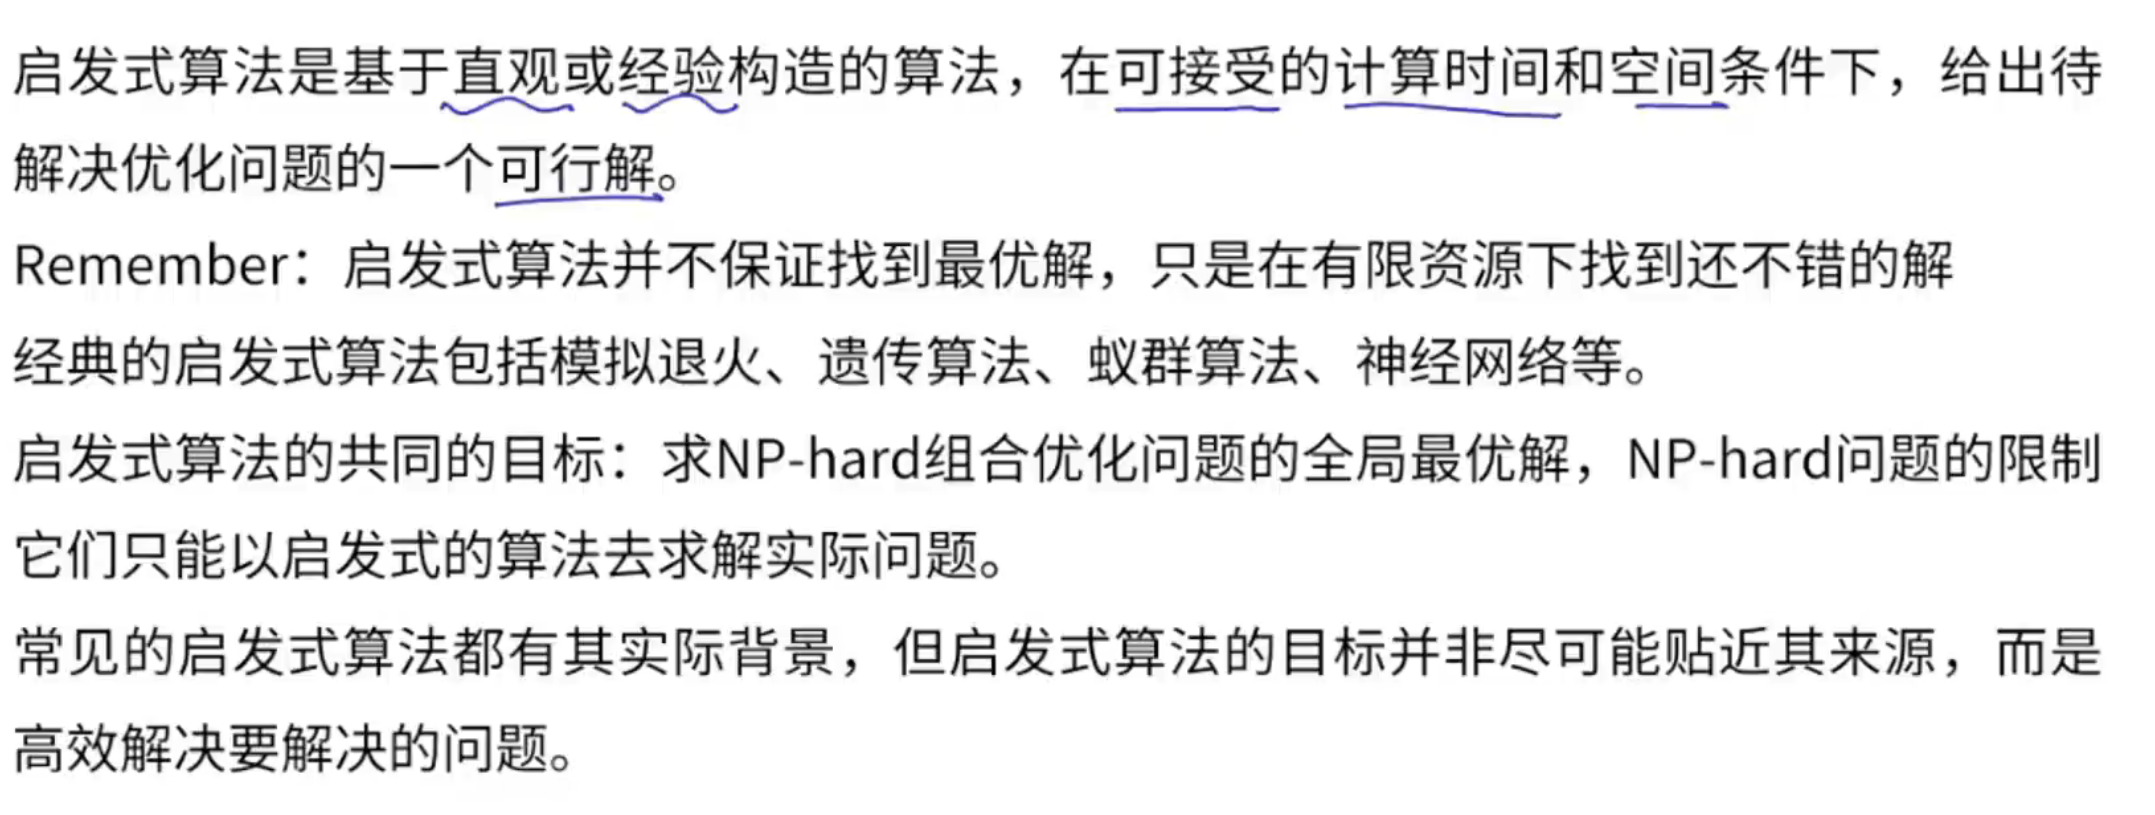 启发式算法是基于直观或经验构造的算法，在可接受的计算时间和空间条件下，给出待
解决优化问题的一个可行解。
Remember：启发式算法并不保证找到最优解，只是在有限资源下找到还不错的解
经典的启发式算法包括模拟退火、遗传算法、蚁群算法、神经网络等。
启发式算法的共同的目标：求NP-hard组合优化问题的全局最优解，NP-hard问题的限制
它们只能以启发式的算法去求解实际问题。
常见的启发式算法都有其实际背景，但启发式算法的目标并非尽可能贴近其来源，而是
高效解决要解决的问题。